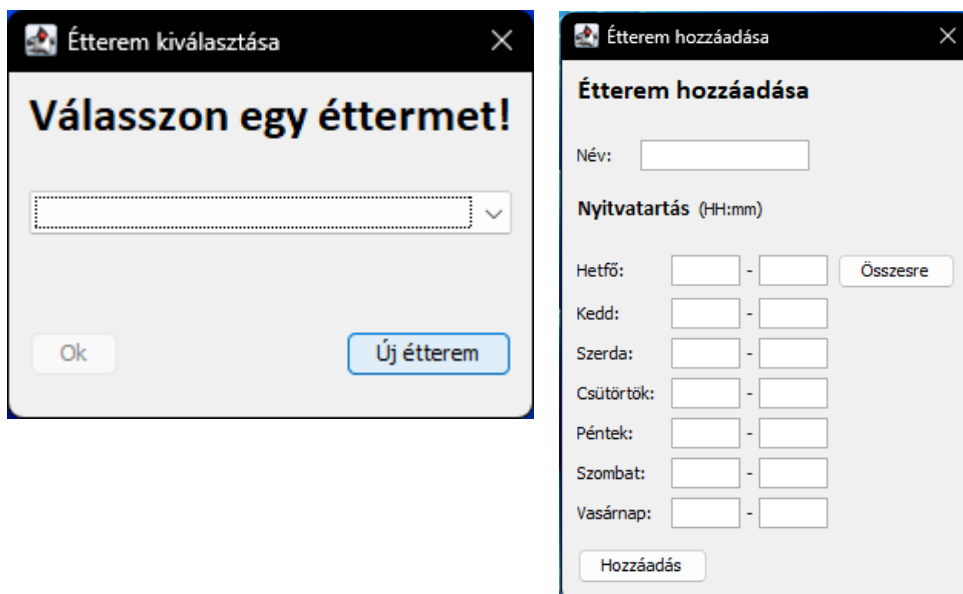 Étterem kiválasztása
Válasszon egy éttermet!
Ok
Új étterem
Étterem hozzáadása
Étterem hozzáadása
Név:
Nyitvatartás (HH:mm)
Hetfő: - Összesre
Kedd: -
Szerda: -
Csütörtök: -
Péntek: -
Szombat: -
Vasárnap: -
Hozzáadás